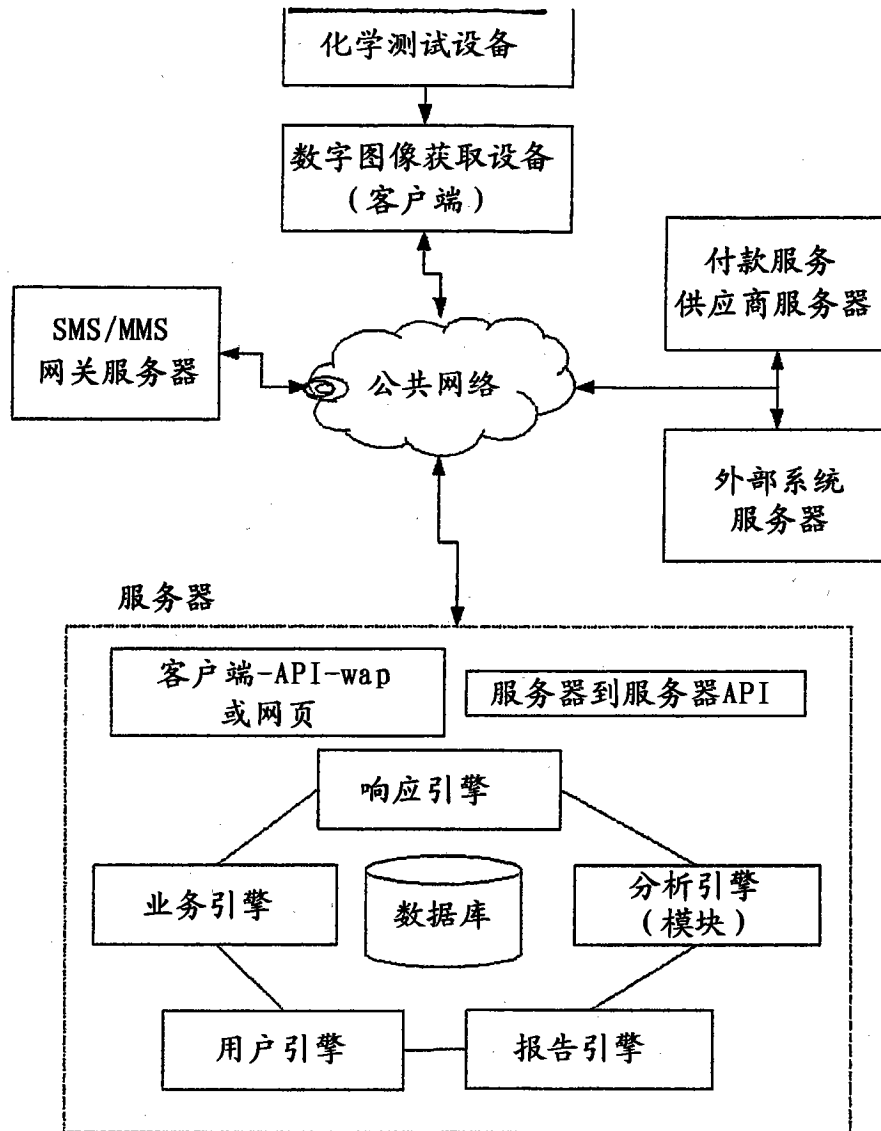 化学测试设备
数字图像获取设备
(客户端)
付款服务
供应商服务器
SMS/MMS
网关服务器
公共网络
外部系统
服务器
服务器
客户端-API-wap
或网页
服务器到服务器API
响应引擎
业务引擎
数据库
分析引擎
(模块)
用户引擎
报告引擎